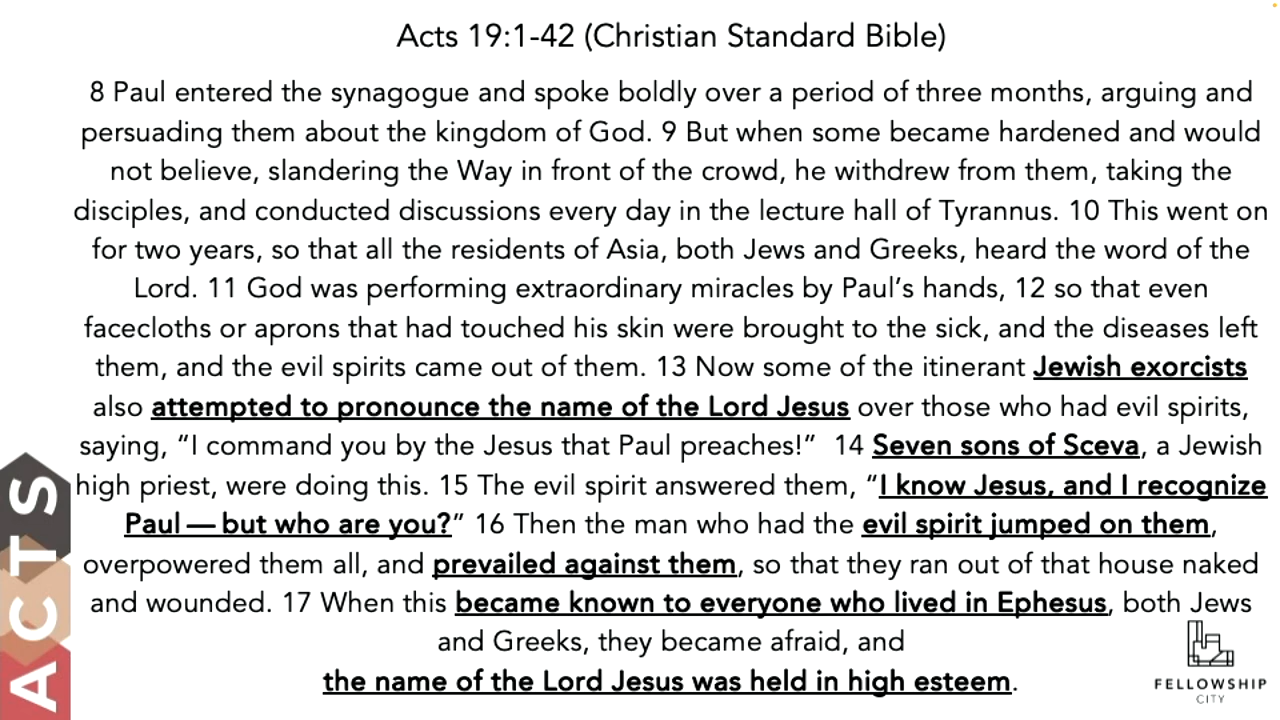 Acts 19:1-42 (Christian Standard Bible)
8 Paul entered the synagogue and spoke boldly over a period of three months, arguing and
persuading them about the kingdom of God. 9 But when some became hardened and would
not believe, slandering the Way in front of the crowd, he withdrew from them, taking the
disciples, and conducted discussions every day in the lecture hall of Tyrannus. 10 This went on
for two years, so that all the residents of Asia, both Jews and Greeks, heard the word of the
Lord. 11 God was performing extraordinary miracles by Paul’s hands, 12 so that even
facecloths or aprons that had touched his skin were brought to the sick, and the diseases left
them, and the evil spirits came out of them. 13 Now some of the itinerant Jewish exorcists
also attempted to pronounce the name of the Lord Jesus over those who had evil spirits,
saying, “I command you by the Jesus that Paul preaches!” 14 Seven sons of Sceva, a Jewish
high priest, were doing this. 15 The evil spirit answered them, “I know Jesus, and I recognize
Paul — but who are you?” 16 Then the man who had the evil spirit jumped on them,
overpowered them all, and prevailed against them, so that they ran out of that house naked
and wounded. 17 When this became known to everyone who lived in Ephesus, both Jews
and Greeks, they became afraid, and
the name of the Lord Jesus was held in high esteem.
ACTS
FELLOWSHIP
CITY